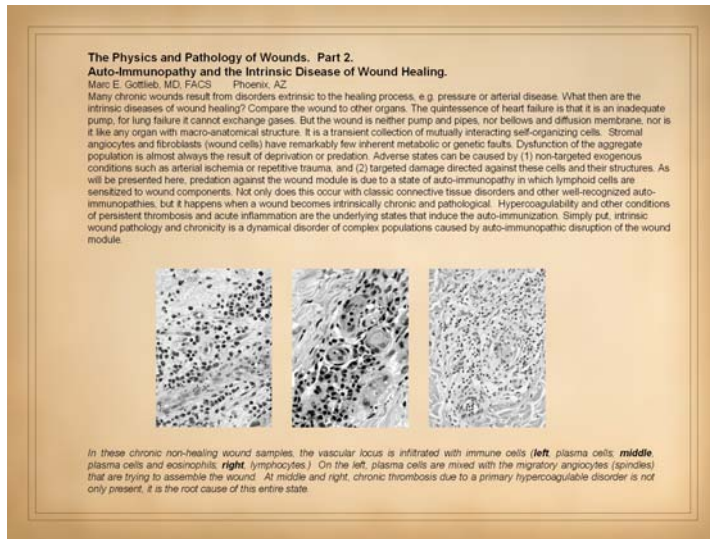 The Physics and Pathology of Wounds.  Part 2.
Auto-Immunopathy and the Intrinsic Disease of Wound Healing.
Marc E. Gottlieb, MD, FACS    Phoenix, AZ
Many chronic wounds result from disorders extrinsic to the healing process, e.g. pressure or arterial disease. What then are the
intrinsic diseases of wound healing? Compare the wound to other organs. The quintessence of heart failure is that it is an inadequate
pump, for lung failure it cannot exchange gases. But the wound is neither pump and pipes, nor bellows and diffusion membrane, nor is
it like any organ with macro-anatomical structure. It is a transient collection of mutually interacting self-organizing cells.  Stromal
angiocytes and fibroblasts (wound cells) have remarkably few inherent metabolic or genetic faults. Dysfunction of the aggregate
population is almost always the result of deprivation or predation. Adverse states can be caused by (1) non-targeted exogenous
conditions such as arterial ischemia or repetitive trauma, and (2) targeted damage directed against these cells and their structures. As
will be presented here, predation against the wound module is due to a state of auto-immunopathy in which lymphoid cells are
sensitized to wound components. Not only does this occur with classic connective tissue disorders and other well-recognized auto-
immunopathies, but it happens when a wound becomes intrinsically chronic and pathological.  Hypercoagulability and other conditions
of persistent thrombosis and acute inflammation are the underlying states that induce the auto-immunization. Simply put, intrinsic
wound pathology and chronicity is a dynamical disorder of complex populations caused by auto-immunopathic disruption of the wound
module.
In these chronic non-healing wound samples, the vascular locus is infiltrated with immune cells (left, plasma cells; middle,
plasma cells and eosinophils; right, lymphocytes.)  On the left, plasma cells are mixed with the migratory angiocytes (spindles)
that are trying to assemble the wound.  At middle and right, chronic thrombosis due to a primary hypercoagulable disorder is not
only present, it is the root cause of this entire state.